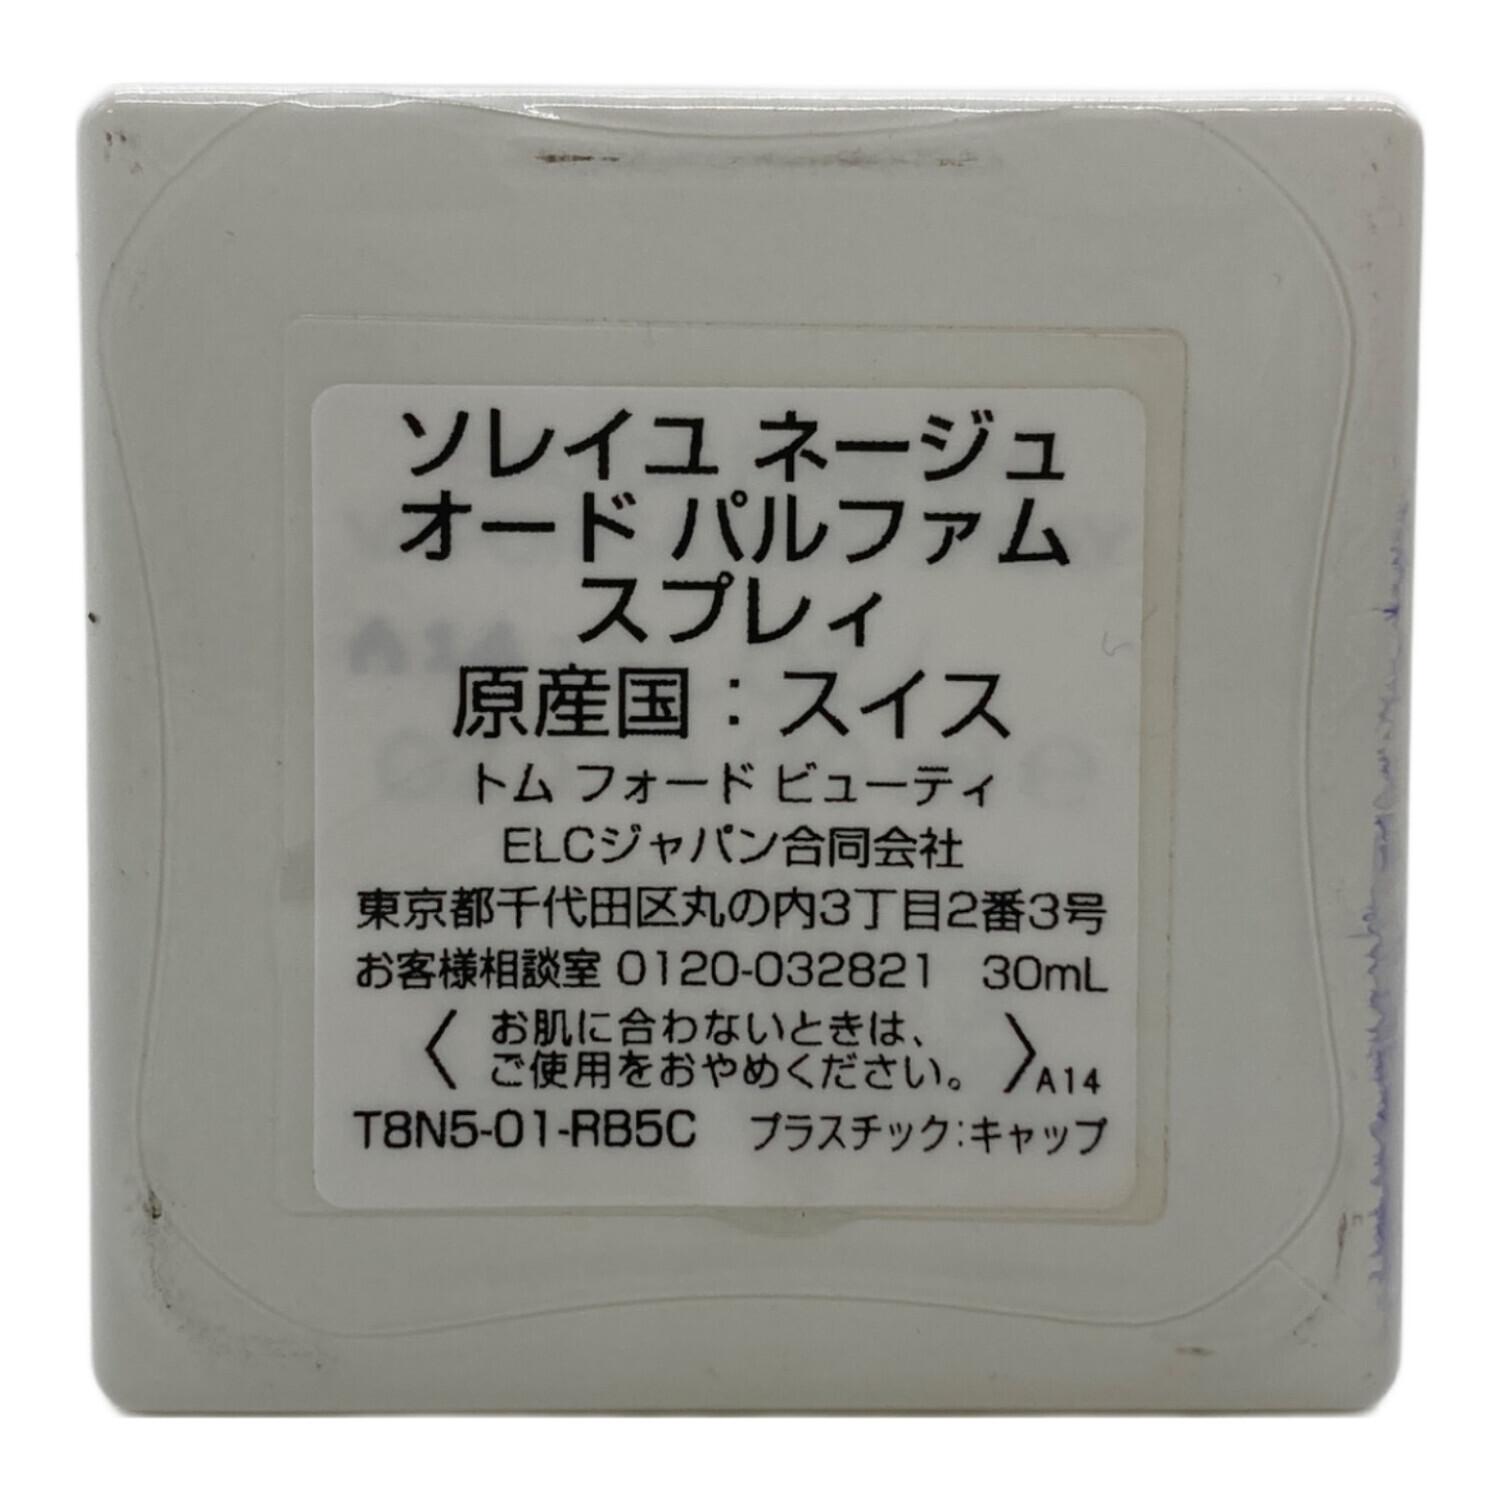 ソレイユ ネージュ
オード パルファム
スプレィ
原産国：スイス
トム フォード ビューティ
ELCジャパン合同会社
東京都千代田区丸の内3丁目2番3号
お客様相談室 0120-032821 30mL
〈 お肌に合わないときは、
ご使用をおやめください。 〉A14
T8N5-01-RB5C プラスチック:キャップ